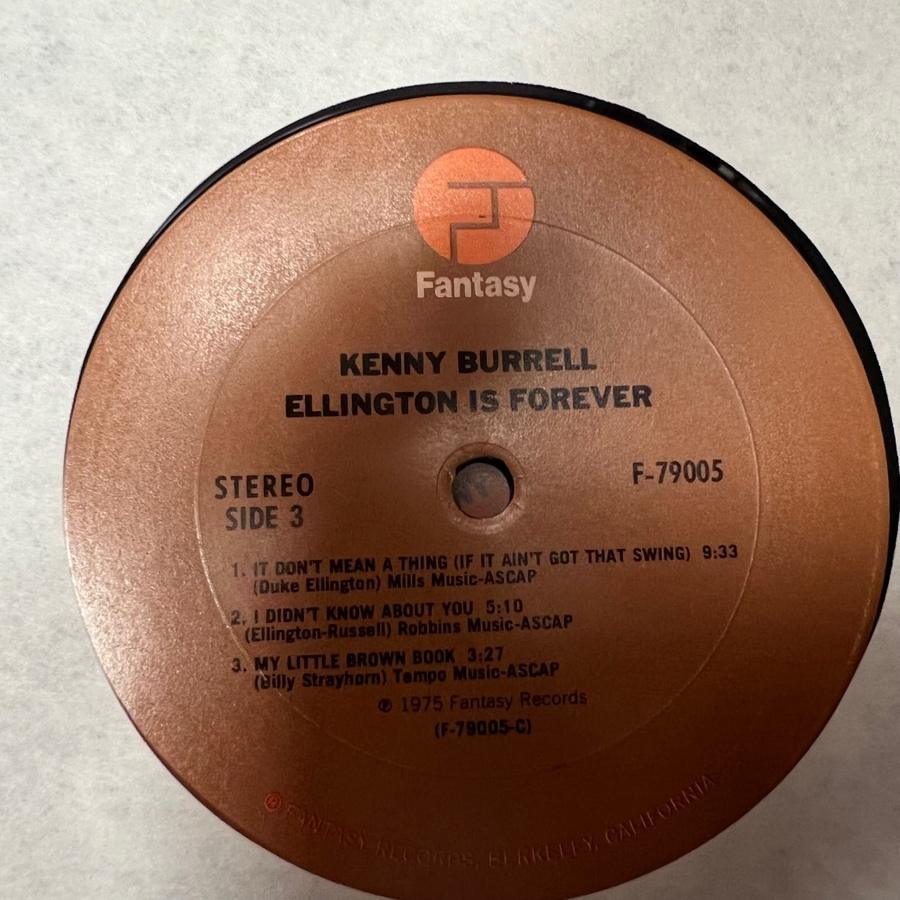 Fantasy
KENNY BURRELL
ELLINGTON IS FOREVER
STEREO
SIDE 3
F-79005
1. IT DON'T MEAN A THING (IF IT AIN'T GOT THAT SWING) 9:33
(Duke Ellington) Mills Music-ASCAP
2. I DIDN'T KNOW ABOUT YOU 5:10
(Ellington-Russell) Robbins Music-ASCAP
3. MY LITTLE BROWN BOOK 3:27
(Billy Strayhorn) Tempo Music-ASCAP
℗ 1975 Fantasy Records
(F-79005-C)
® FANTASY RECORDS, BERKELEY, CALIFORNIA